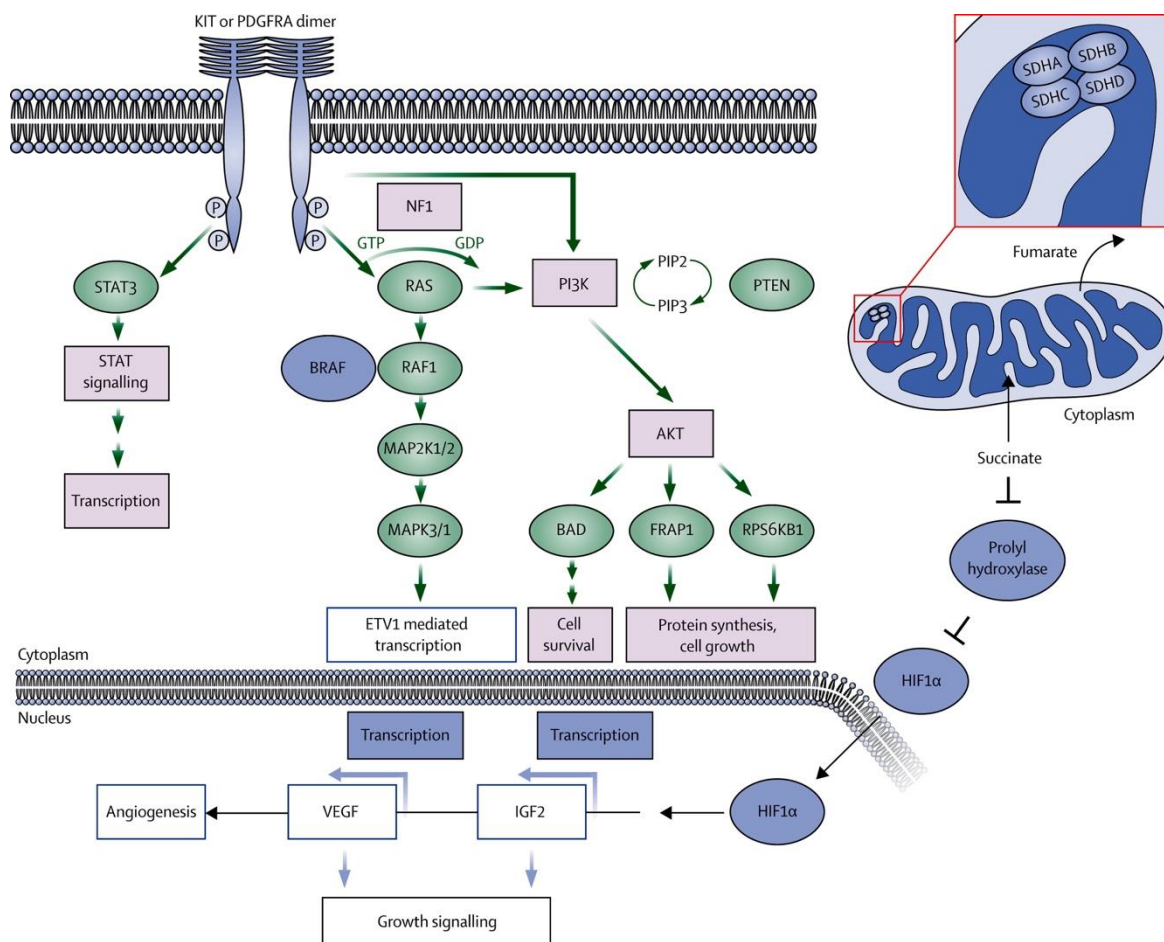 KIT or PDGFRA dimer
SDHA
SDHB
SDHC
SDHD
P
P
P
P
NF1
GTP
GDP
Fumarate
STAT3
RAS
PI3K
PIP2
PIP3
PTEN
STAT
signalling
BRAF
RAF1
Cytoplasm
AKT
Succinate
MAP2K1/2
Transcription
MAPK3/1
BAD
FRAP1
RPS6KB1
Prolyl
hydroxylase
ETV1 mediated
transcription
Cell
survival
Protein synthesis,
cell growth
Cytoplasm
HIF1α
Nucleus
Transcription
Transcription
Angiogenesis
VEGF
IGF2
HIF1α
Growth signalling